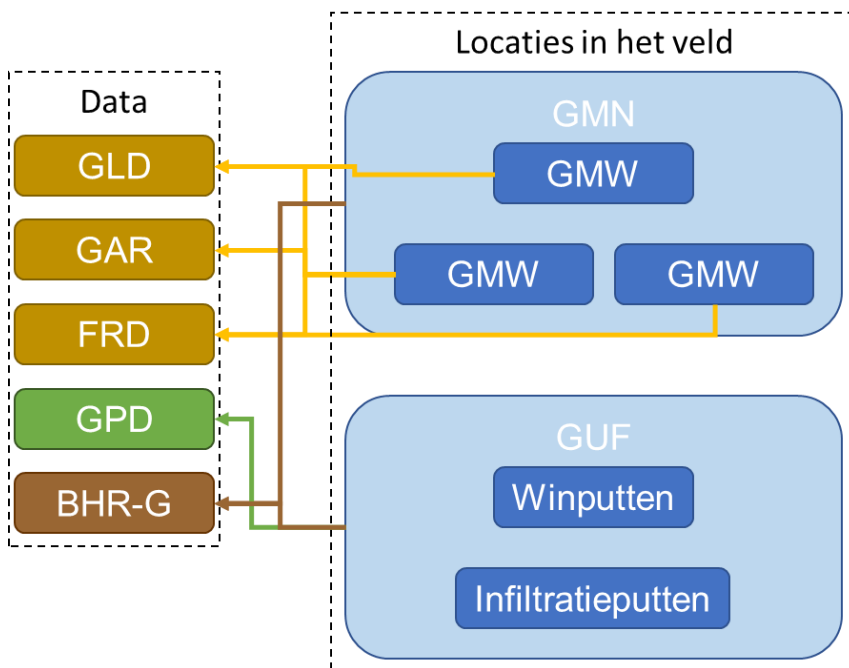 Locaties in het veld
Data
GLD
GAR
FRD
GPD
BHR-G
GMN
GMW
GMW
GMW
GUF
Winputten
Infiltratieputten